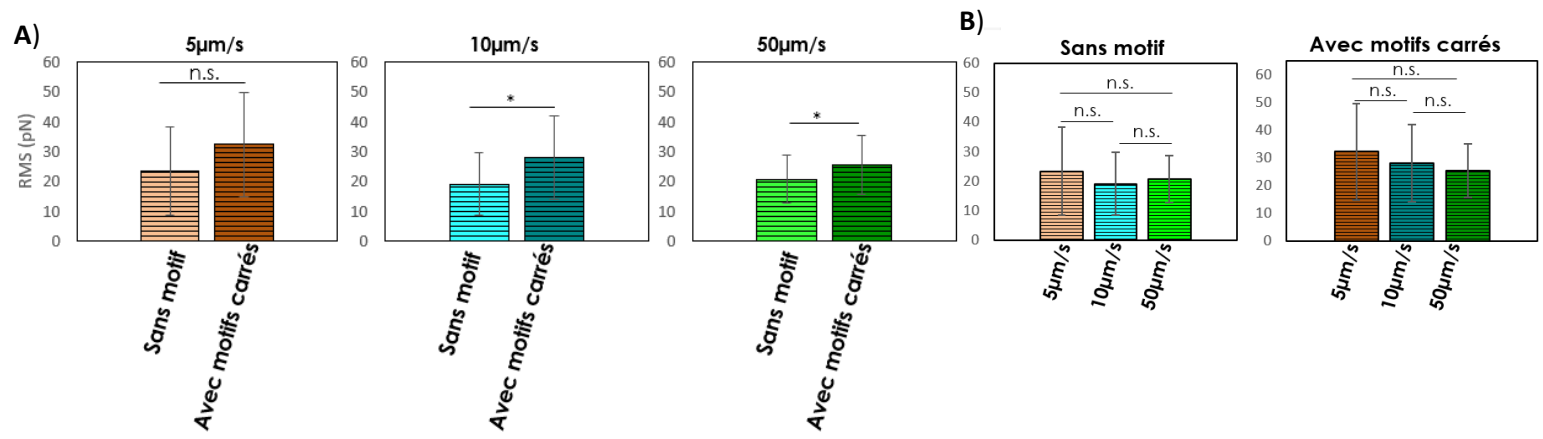 A)
5µm/s
60
50
40
30
20
10
0
RMS (pN)
n.s.
Sans motif
Avec motifs carrés
10µm/s
60
50
40
30
20
10
0
*
Sans motif
Avec motifs carrés
50µm/s
60
50
40
30
20
10
0
*
Sans motif
Avec motifs carrés
B)
Sans motif
60
50
40
30
20
10
0
n.s.
n.s.
n.s.
5µm/s
10µm/s
50µm/s
Avec motifs carrés
60
50
40
30
20
10
0
n.s.
n.s.
n.s.
5µm/s
10µm/s
50µm/s